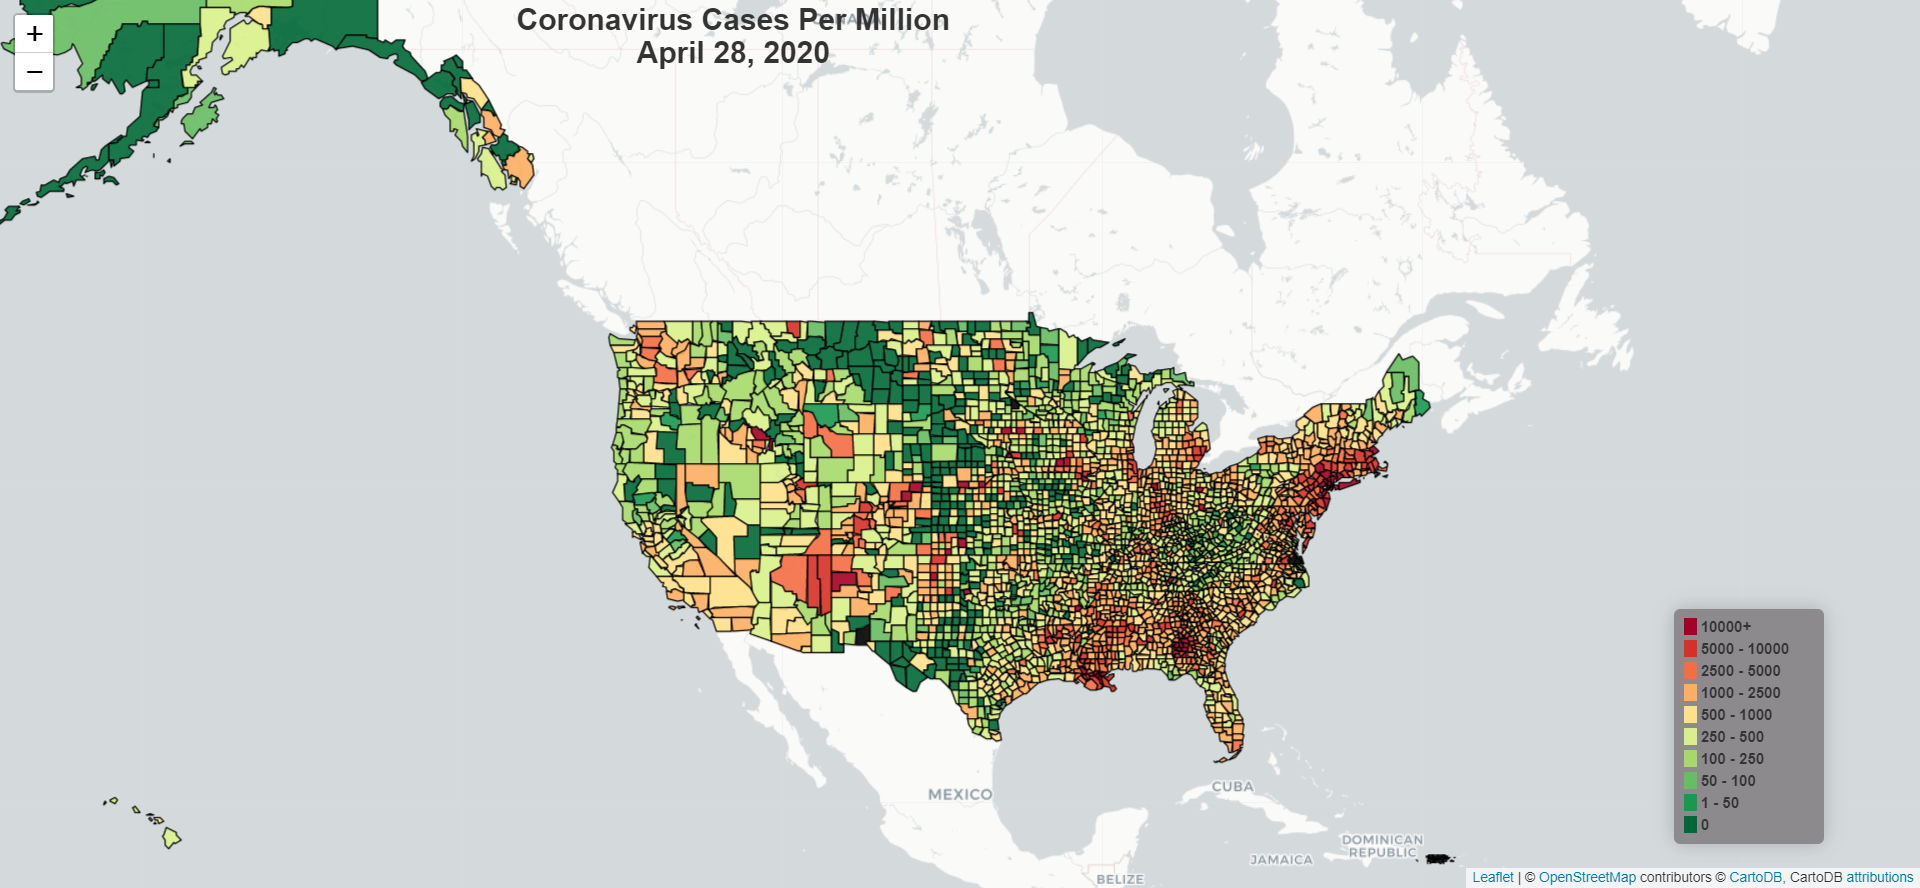 +
−
Coronavirus Cases Per Million
April 28, 2020
CANADA
MEXICO
CUBA
DOMINICAN
REPUBLIC
JAMAICA
BELIZE
10000+
5000 - 10000
2500 - 5000
1000 - 2500
500 - 1000
250 - 500
100 - 250
50 - 100
1 - 50
0
Leaflet | © OpenStreetMap contributors © CartoDB, CartoDB attributions